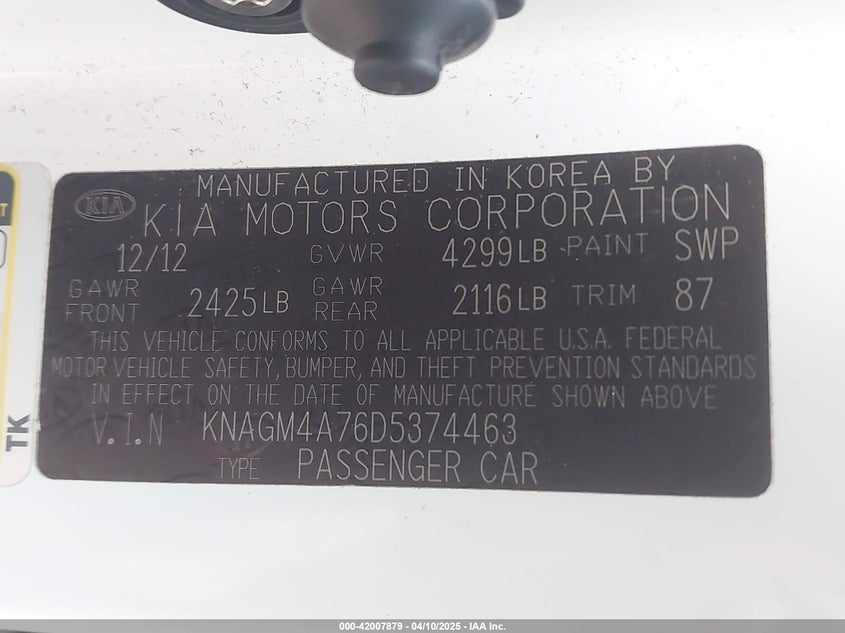 MANUFACTURED IN KOREA BY
KIA KIA MOTORS CORPORATION
12/12 GVWR 4299LB PAINT SWP
GAWR FRONT 2425LB GAWR REAR 2116LB TRIM 87
THIS VEHICLE CONFORMS TO ALL APPLICABLE U.S.A. FEDERAL
MOTOR VEHICLE SAFETY, BUMPER, AND THEFT PREVENTION STANDARDS
IN EFFECT ON THE DATE OF MANUFACTURE SHOWN ABOVE
V.I.N KNAGM4A76D5374463
TYPE PASSENGER CAR
TK
000-42007879 - 04/10/2025 - IAA Inc.